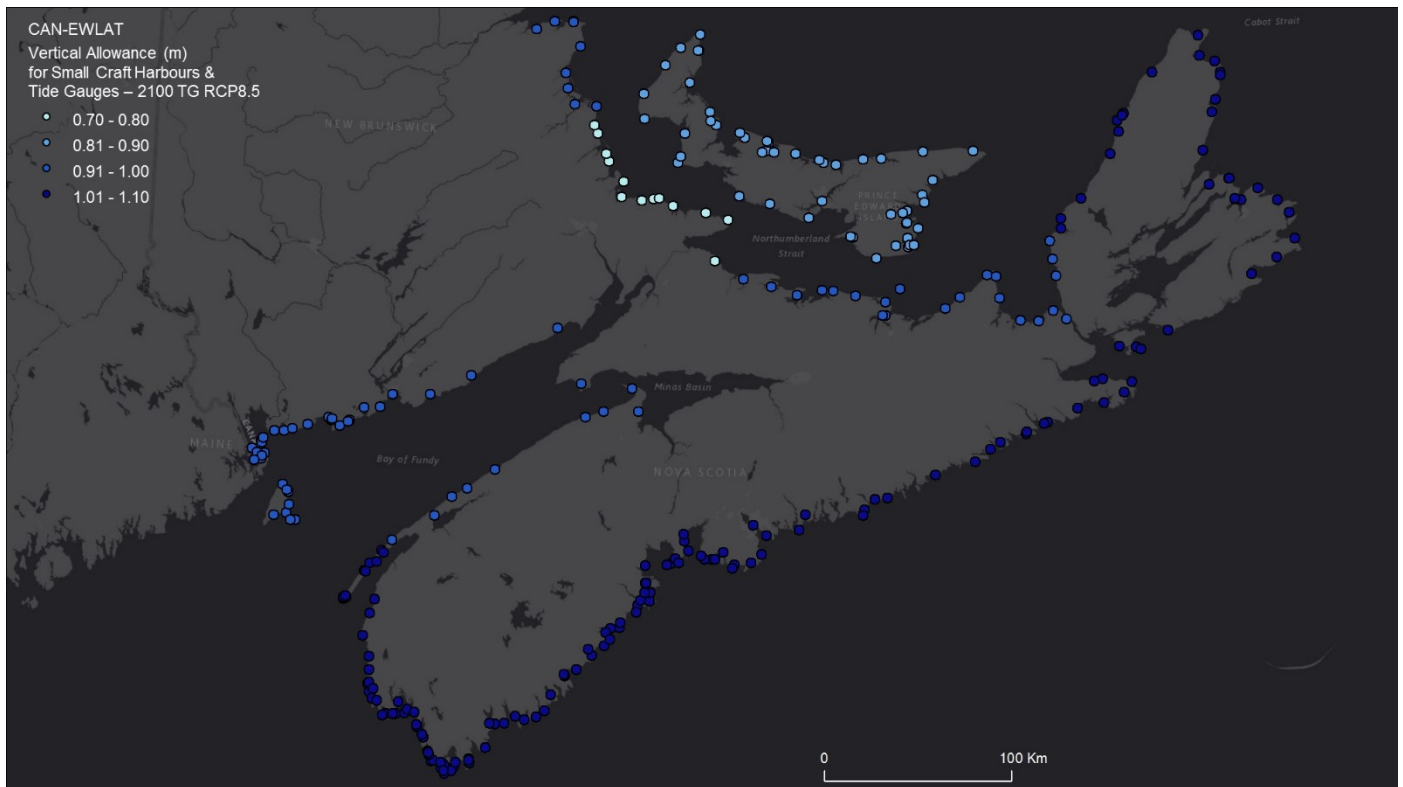 CAN-EWLAT
Vertical Allowance (m)
for Small Craft Harbours &
Tide Gauges – 2100 TG RCP8.5
0.70 - 0.80
0.81 - 0.90
0.91 - 1.00
1.01 - 1.10
Cabot Strait
NEW BRUNSWICK
PRINCE
EDWARD
Northumberland
Strait
Minas Basin
MAINE
Bay of Fundy
NOVA SCOTIA
0 100 Km